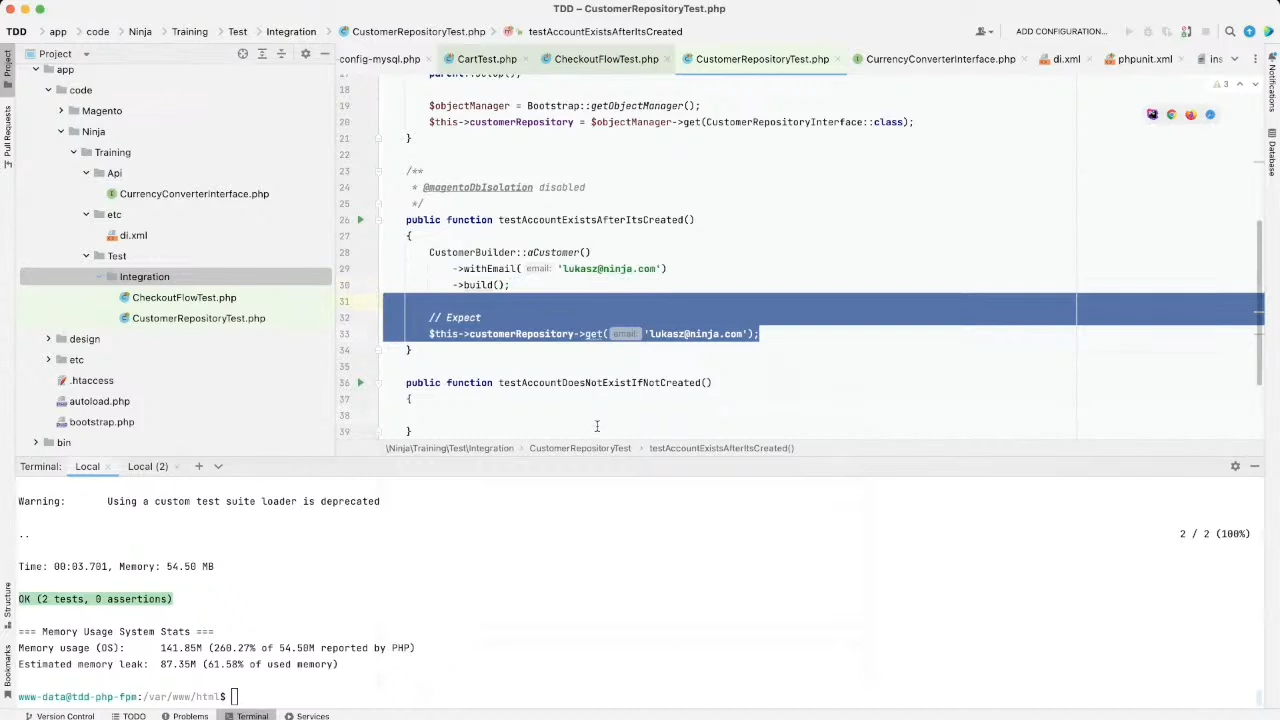 TDD – CustomerRepositoryTest.php
TDD
app
code
Ninja
Training
Test
Integration
CustomerRepositoryTest.php
testAccountExistsAfterItsCreated
ADD CONFIGURATION...
Project
Project
-config-mysql.php
CartTest.php
CheckoutFlowTest.php
CustomerRepositoryTest.php
CurrencyConverterInterface.php
di.xml
phpunit.xml
ins
app
code
Magento
Ninja
Training
Api
CurrencyConverterInterface.php
etc
di.xml
Test
Integration
CheckoutFlowTest.php
CustomerRepositoryTest.php
design
etc
.htaccess
autoload.php
bootstrap.php
bin
Pull Requests
Notifications
Database
3
18
19 $objectManager = Bootstrap::getObjectManager();
20 $this->customerRepository = $objectManager->get(CustomerRepositoryInterface::class);
21 }
22
23 /**
24 * @magentoDbIsolation disabled
25 */
26 public function testAccountExistsAfterItsCreated()
27 {
28 CustomerBuilder::aCustomer()
29 ->withEmail( email: 'lukasz@ninja.com')
30 ->build();
31
32 // Expect
33 $this->customerRepository->get( email: 'lukasz@ninja.com');
34 }
35
36 public function testAccountDoesNotExistIfNotCreated()
37 {
38
39 }
\Ninja\Training\Test\Integration
CustomerRepositoryTest
testAccountExistsAfterItsCreated()
Terminal:
Local
Local (2)
Warning: Using a custom test suite loader is deprecated
.. 2 / 2 (100%)
Time: 00:03.701, Memory: 54.50 MB
OK (2 tests, 0 assertions)
=== Memory Usage System Stats ===
Memory usage (OS): 141.85M (260.27% of 54.50M reported by PHP)
Estimated memory leak: 87.35M (61.58% of used memory)
www-data@tdd-php-fpm:/var/www/html$
Structure
Bookmarks
Version Control
TODO
Problems
Terminal
Services